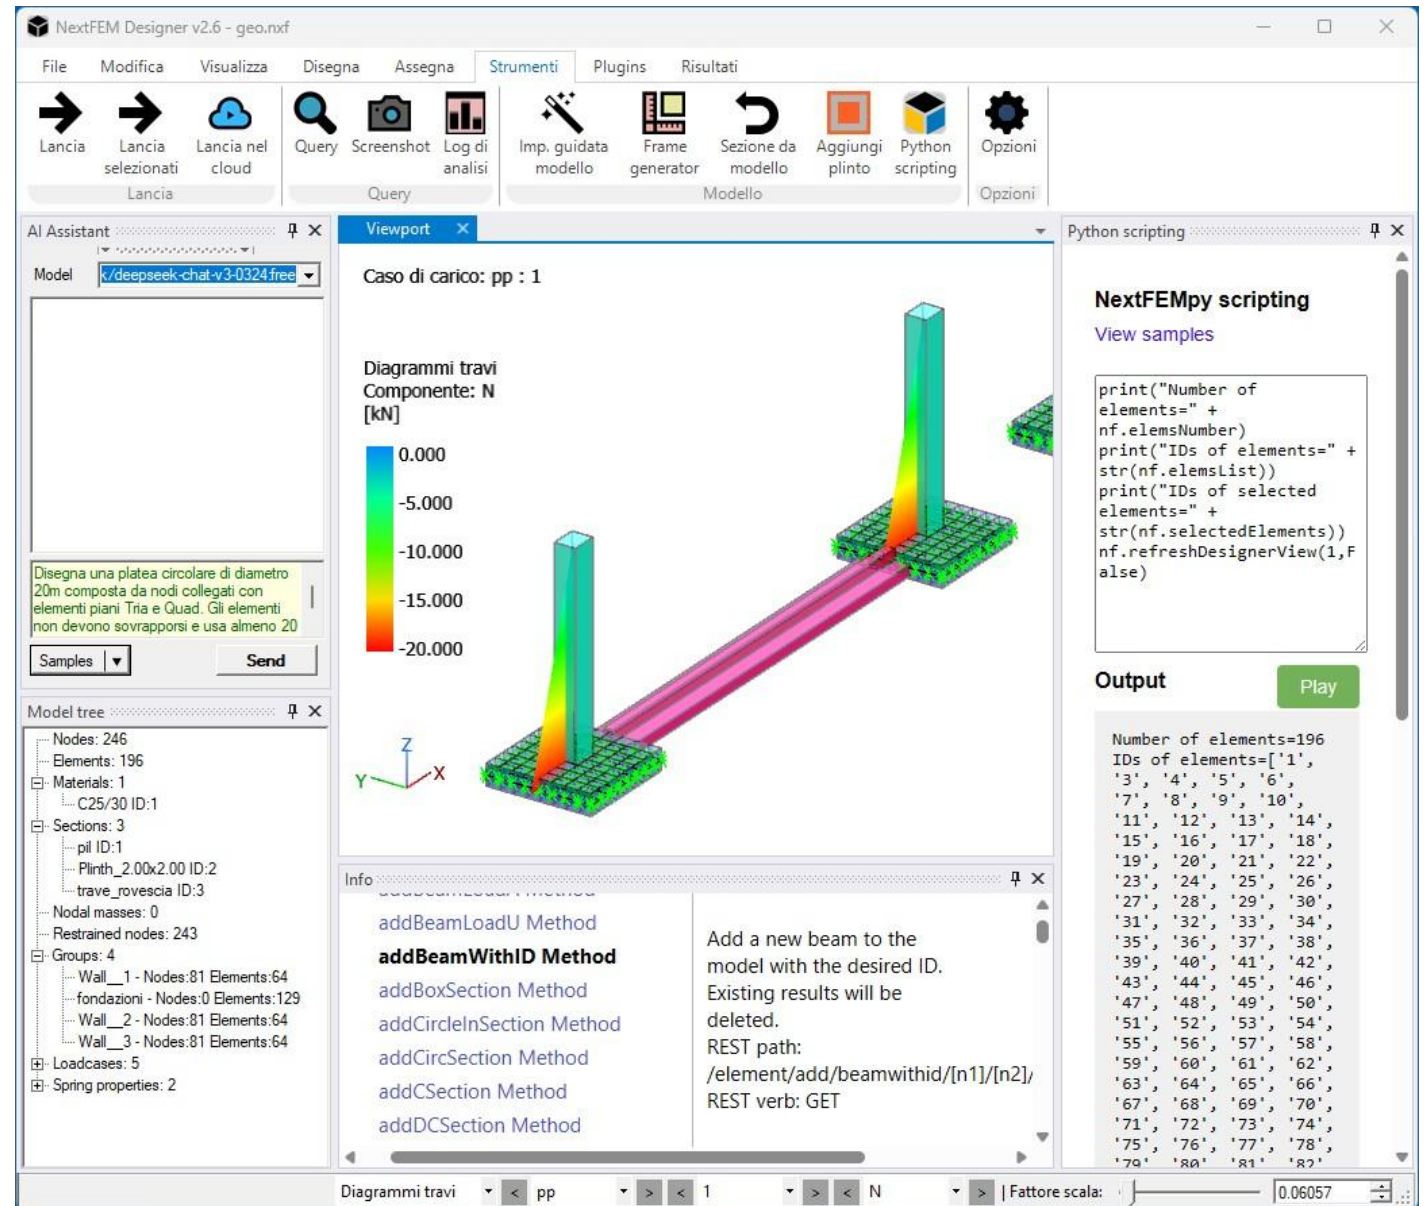 NextFEM Designer v2.6 - geo.nxf
File Modifica Visualizza Disegna Assegna Strumenti Plugins Risultati
Lancia
Lancia selezionati
Lancia nel cloud
Query
Screenshot
Log di analisi
Imp. guidata modello
Frame generator
Sezione da modello
Aggiungi plinto
Python scripting
Opzioni
Lancia Query Modello Opzioni
AI Assistant
Model
k/deepseek-chat-v3-0324:free
Disegna una platea circolare di diametro
20m composta da nodi collegati con
elementi piani Tria e Quad. Gli elementi
non devono sovrapporsi e usa almeno 20
Samples
Send
Model tree
Nodes: 246
Elements: 196
Materials: 1
C25/30 ID:1
Sections: 3
pil ID:1
Plinth_2.00x2.00 ID:2
trave_rovescia ID:3
Nodal masses: 0
Restrained nodes: 243
Groups: 4
Wall__1 - Nodes:81 Elements:64
fondazioni - Nodes:0 Elements:129
Wall__2 - Nodes:81 Elements:64
Wall__3 - Nodes:81 Elements:64
Loadcases: 5
Spring properties: 2
Viewport
Caso di carico: pp : 1
Diagrammi travi
Componente: N
[kN]
0.000
-5.000
-10.000
-15.000
-20.000
Z
Y
X
Info
addBeamLoadU Method
addBeamWithID Method
addBoxSection Method
addCircleInSection Method
addCircSection Method
addCSection Method
addDCSection Method
Add a new beam to the
model with the desired ID.
Existing results will be
deleted.
REST path:
/element/add/beamwithid/[n1]/[n2]/
REST verb: GET
Python scripting
NextFEMpy scripting
View samples
print("Number of
elements=" +
nf.elemsNumber)
print("IDs of elements=" +
str(nf.elemsList))
print("IDs of selected
elements=" +
str(nf.selectedElements))
nf.refreshDesignerView(1,F
alse)
Output
Play
Number of elements=196
IDs of elements=['1',
'3', '4', '5', '6',
'7', '8', '9', '10',
'11', '12', '13', '14',
'15', '16', '17', '18',
'19', '20', '21', '22',
'23', '24', '25', '26',
'27', '28', '29', '30',
'31', '32', '33', '34',
'35', '36', '37', '38',
'39', '40', '41', '42',
'43', '44', '45', '46',
'47', '48', '49', '50',
'51', '52', '53', '54',
'55', '56', '57', '58',
'59', '60', '61', '62',
'63', '64', '65', '66',
'67', '68', '69', '70',
'71', '72', '73', '74',
'75', '76', '77', '78',
'79' '80' '81' '82'
Diagrammi travi < pp > < 1 > < N > | Fattore scala: 0.06057